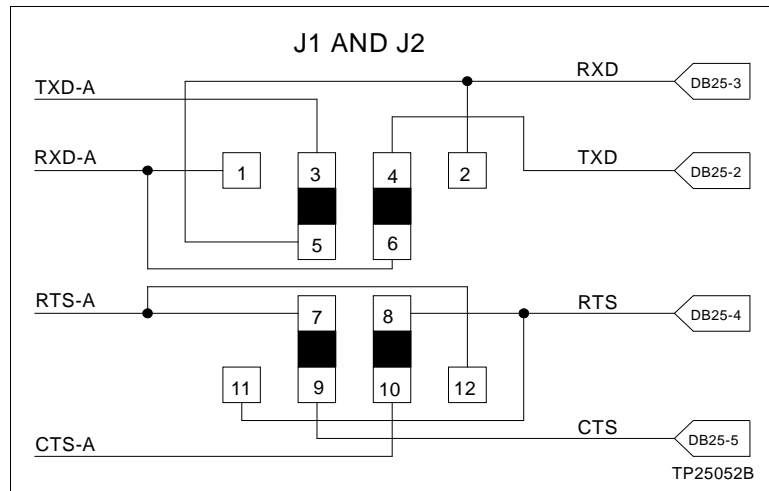 J1 AND J2
RXD
DB25-3
TXD-A
RXD-A
TXD
DB25-2
1
3
4
2
5
6
RTS-A
RTS
DB25-4
7
8
11
9
10
12
CTS-A
CTS
DB25-5
TP25052B